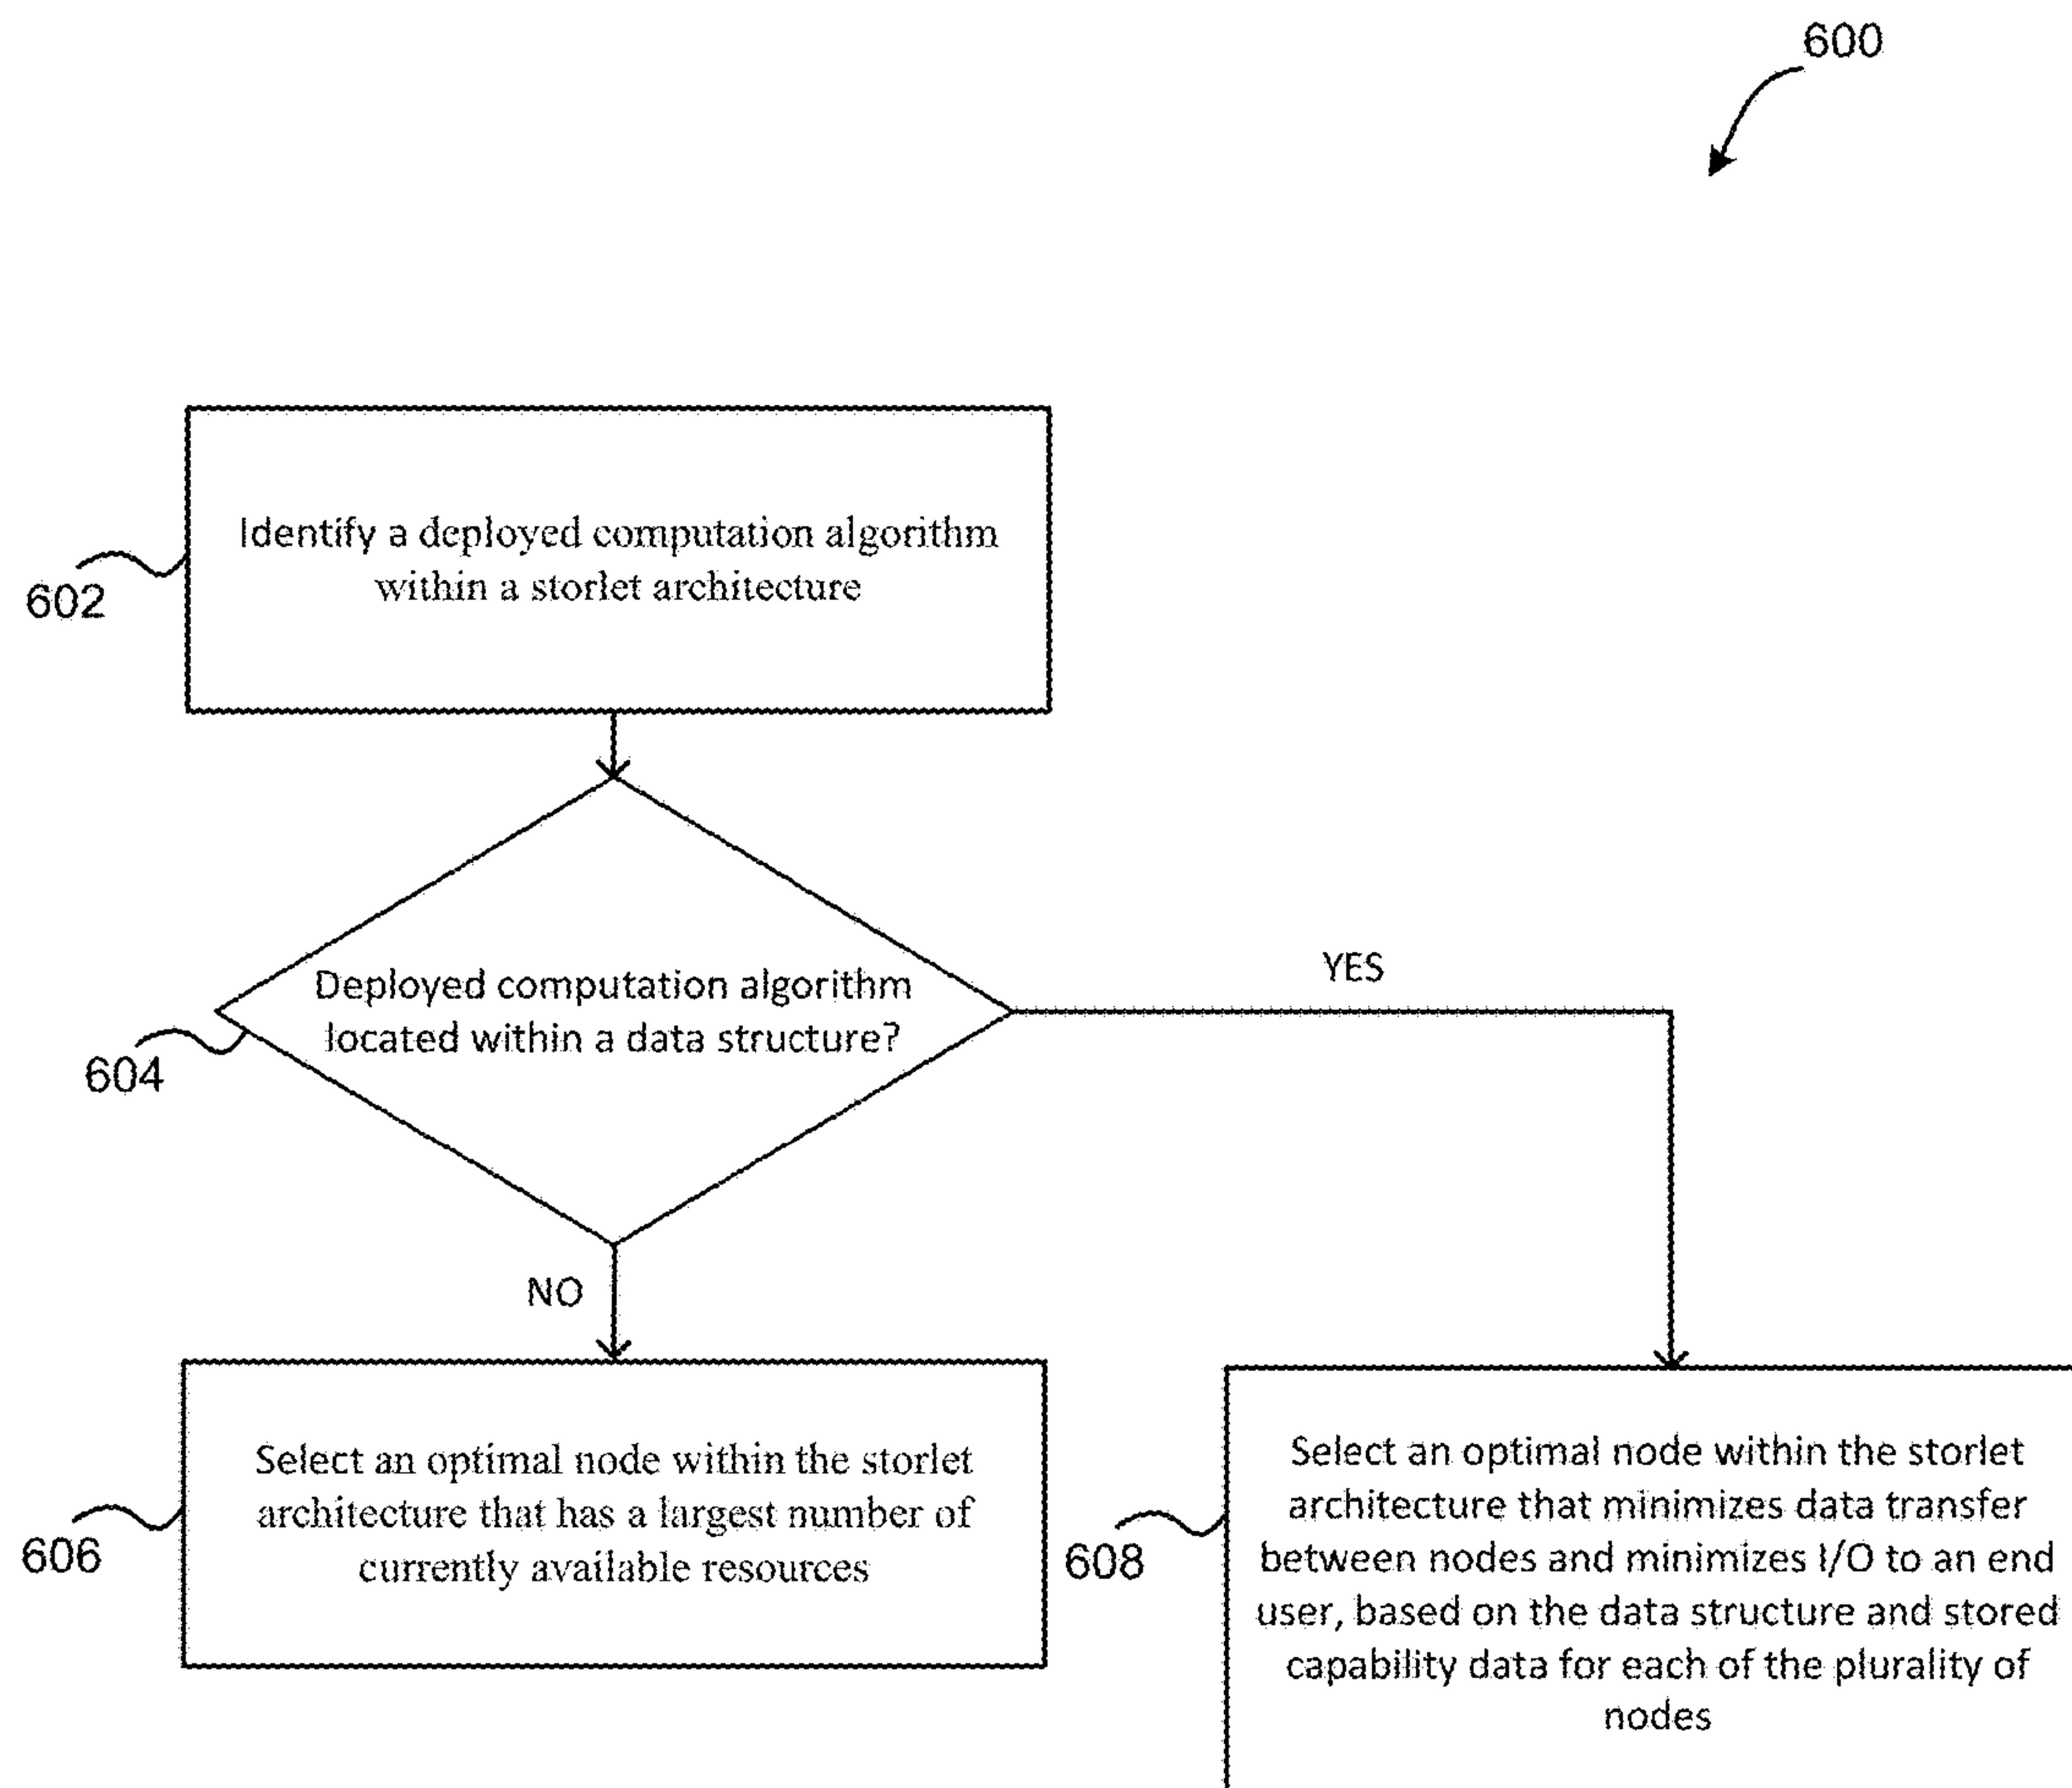 600
Identify a deployed computation algorithm
within a storlet architecture
602
Deployed computation algorithm
located within a data structure?
604
YES
NO
Select an optimal node within the storlet
architecture that has a largest number of
currently available resources
606
Select an optimal node within the storlet
architecture that minimizes data transfer
between nodes and minimizes I/O to an end
user, based on the data structure and stored
capability data for each of the plurality of
nodes
608